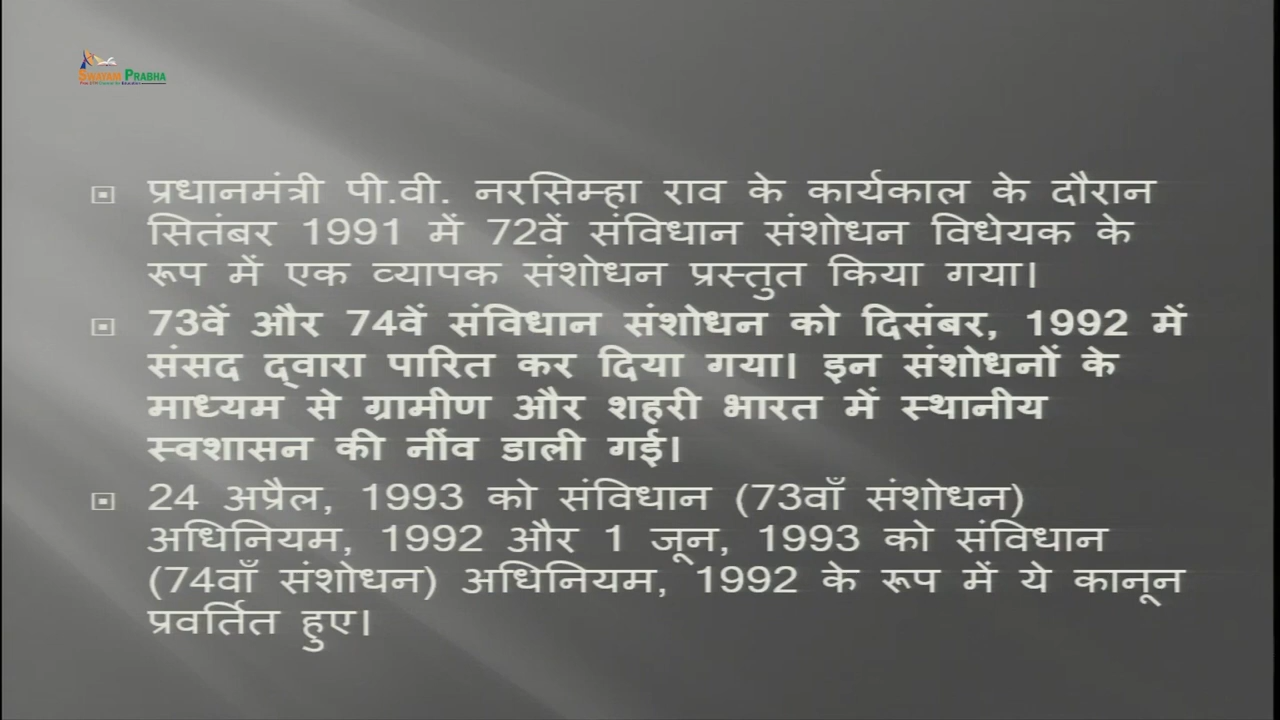 SWAYAM PRABHA
प्रधानमंत्री पी.वी. नरसिम्हा राव के कार्यकाल के दौरान
सितंबर 1991 में 72वें संविधान संशोधन विधेयक के
रूप में एक व्यापक संशोधन प्रस्तुत किया गया।
73वें और 74वें संविधान संशोधन को दिसंबर, 1992 में
संसद द्वारा पारित कर दिया गया। इन संशोधनों के
माध्यम से ग्रामीण और शहरी भारत में स्थानीय
स्वशासन की नींव डाली गई।
24 अप्रैल, 1993 को संविधान (73वाँ संशोधन)
अधिनियम, 1992 और 1 जून, 1993 को संविधान
(74वाँ संशोधन) अधिनियम, 1992 के रूप में ये कानून
प्रवर्तित हुए।